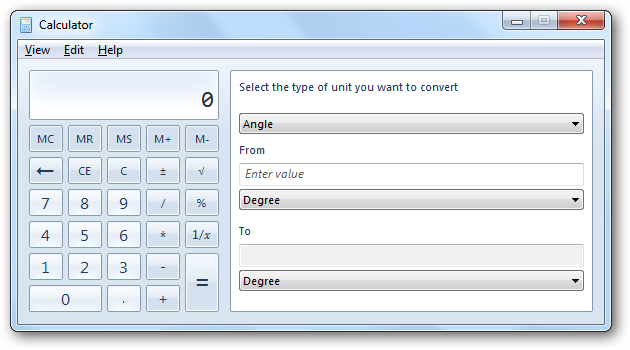 Calculator
View Edit Help
0
MC MR MS M+ M-
← CE C ± √
7 8 9 / %
4 5 6 * 1/x
1 2 3 - =
0 . +
Select the type of unit you want to convert
Angle
From
Enter value
Degree
To
Degree